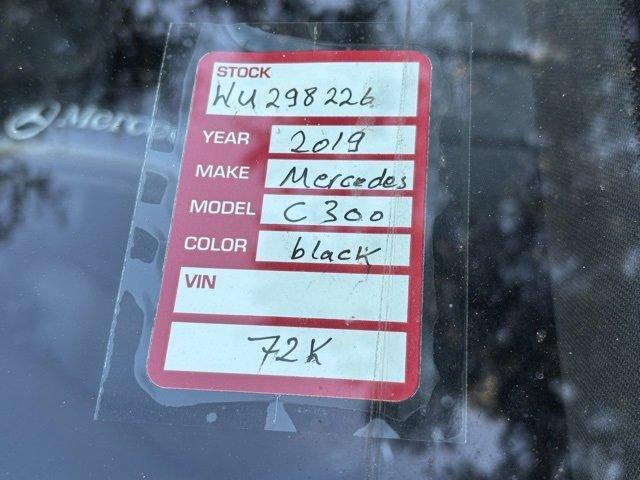 STOCK
WU298226
YEAR 2019
MAKE Mercedes
MODEL C300
COLOR black
VIN
72K